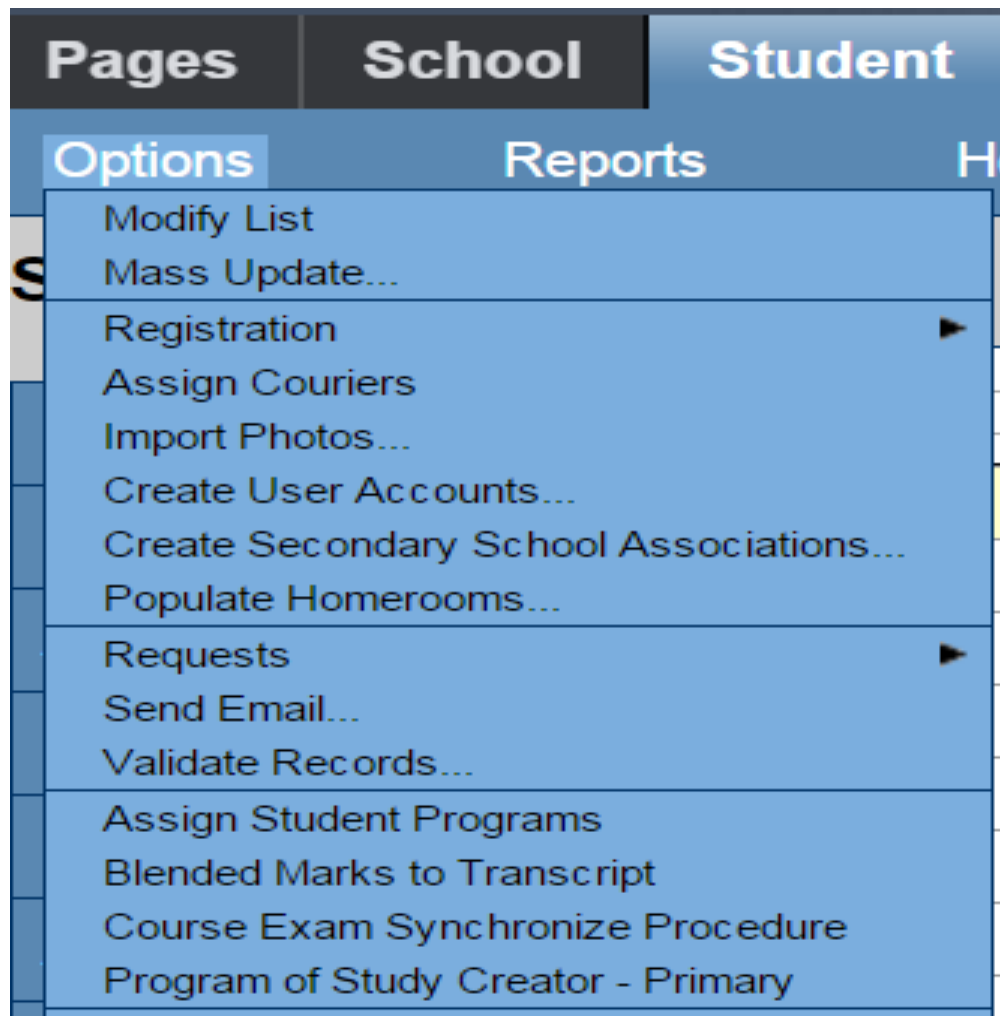 Pages School Student
Options Reports H
S
Modify List
Mass Update...
Registration
Assign Couriers
Import Photos...
Create User Accounts...
Create Secondary School Associations...
Populate Homerooms...
Requests
Send Email...
Validate Records...
Assign Student Programs
Blended Marks to Transcript
Course Exam Synchronize Procedure
Program of Study Creator - Primary